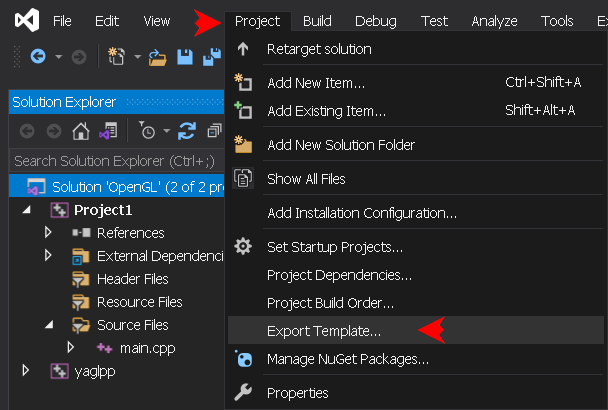 File Edit View Project Build Debug Test Analyze Tools
Retarget solution
Add New Item... Ctrl+Shift+A
Add Existing Item... Shift+Alt+A
Add New Solution Folder
Show All Files
Add Installation Configuration...
Set Startup Projects...
Project Dependencies...
Project Build Order...
Export Template...
Manage NuGet Packages...
Properties
Solution Explorer
Search Solution Explorer (Ctrl+;)
Solution 'OpenGL' (2 of 2 pr
Project1
References
External Dependenci
Header Files
Resource Files
Source Files
main.cpp
yaglpp